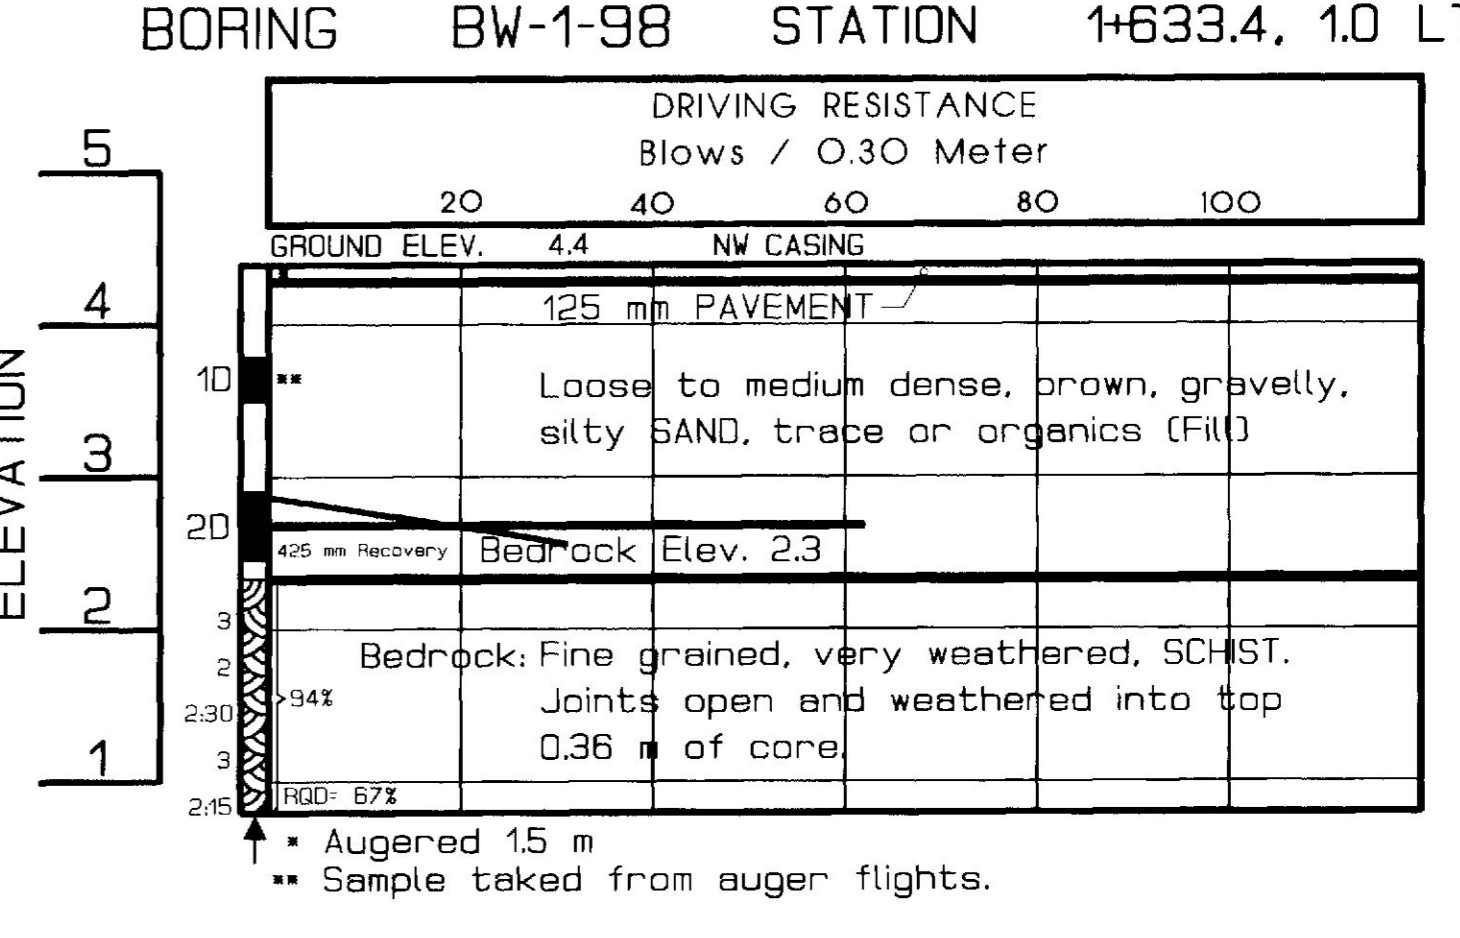 BORING BW-1-98 STATION 1+633.4, 1.0 LT
DRIVING RESISTANCE
Blows / 0.30 Meter
20 40 60 80 100
GROUND ELEV. 4.4 NW CASING
ELEVATION
5
4
3
2
1
*
125 mm PAVEMENT
1D ** Loose to medium dense, brown, gravelly,
silty SAND, trace or organics (Fill)
2D
425 mm Recovery Bedrock Elev. 2.3
3
2
2:30
3
2:15
94%
Bedrock: Fine grained, very weathered, SCHIST.
Joints open and weathered into top
0.36 m of core.
RQD= 67%
* Augered 1.5 m
** Sample taked from auger flights.